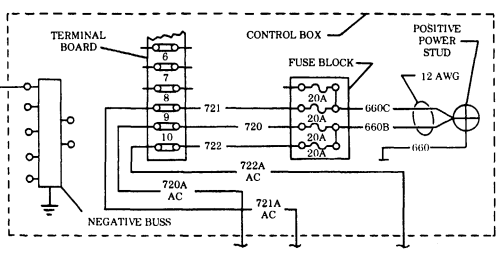 POSITIVE
POWER
STUD
CONTROL BOX
TERMINAL
BOARD
FUSE BLOCK
12 AWG
6
7
8
9
10
721
720
722
20A
20A
20A
20A
660C
660B
660
722A
AC
720A
AC
721A
AC
NEGATIVE BUSS